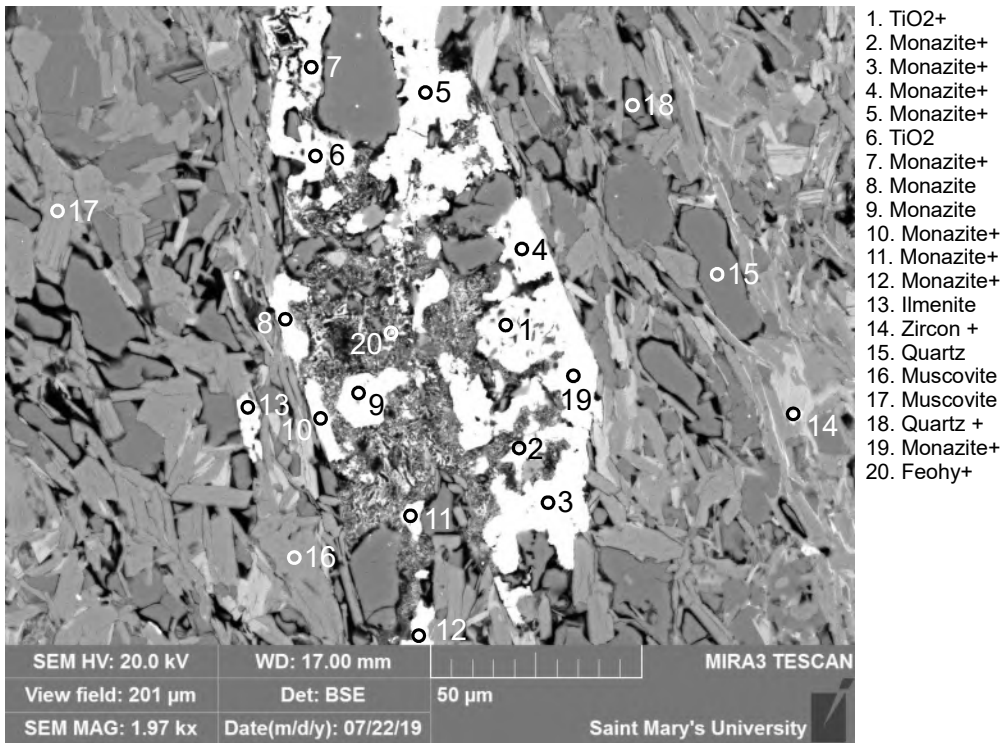 7
5
18
6
17
4
15
8
20
1
19
9
13
10
14
2
3
11
16
12
SEM HV: 20.0 kV WD: 17.00 mm MIRA3 TESCAN
View field: 201 µm Det: BSE 50 µm
SEM MAG: 1.97 kx Date(m/d/y): 07/22/19 Saint Mary's University
1. TiO2+
2. Monazite+
3. Monazite+
4. Monazite+
5. Monazite+
6. TiO2
7. Monazite+
8. Monazite
9. Monazite
10. Monazite+
11. Monazite+
12. Monazite+
13. Ilmenite
14. Zircon +
15. Quartz
16. Muscovite
17. Muscovite
18. Quartz +
19. Monazite+
20. Feohy+